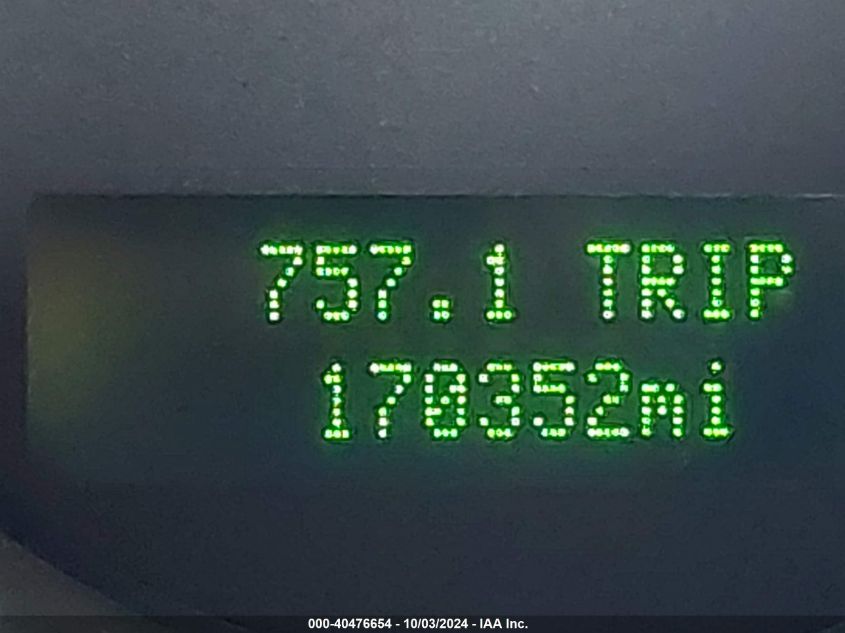 757.1 TRIP
170352mi
000-40476654 - 10/03/2024 - IAA Inc.